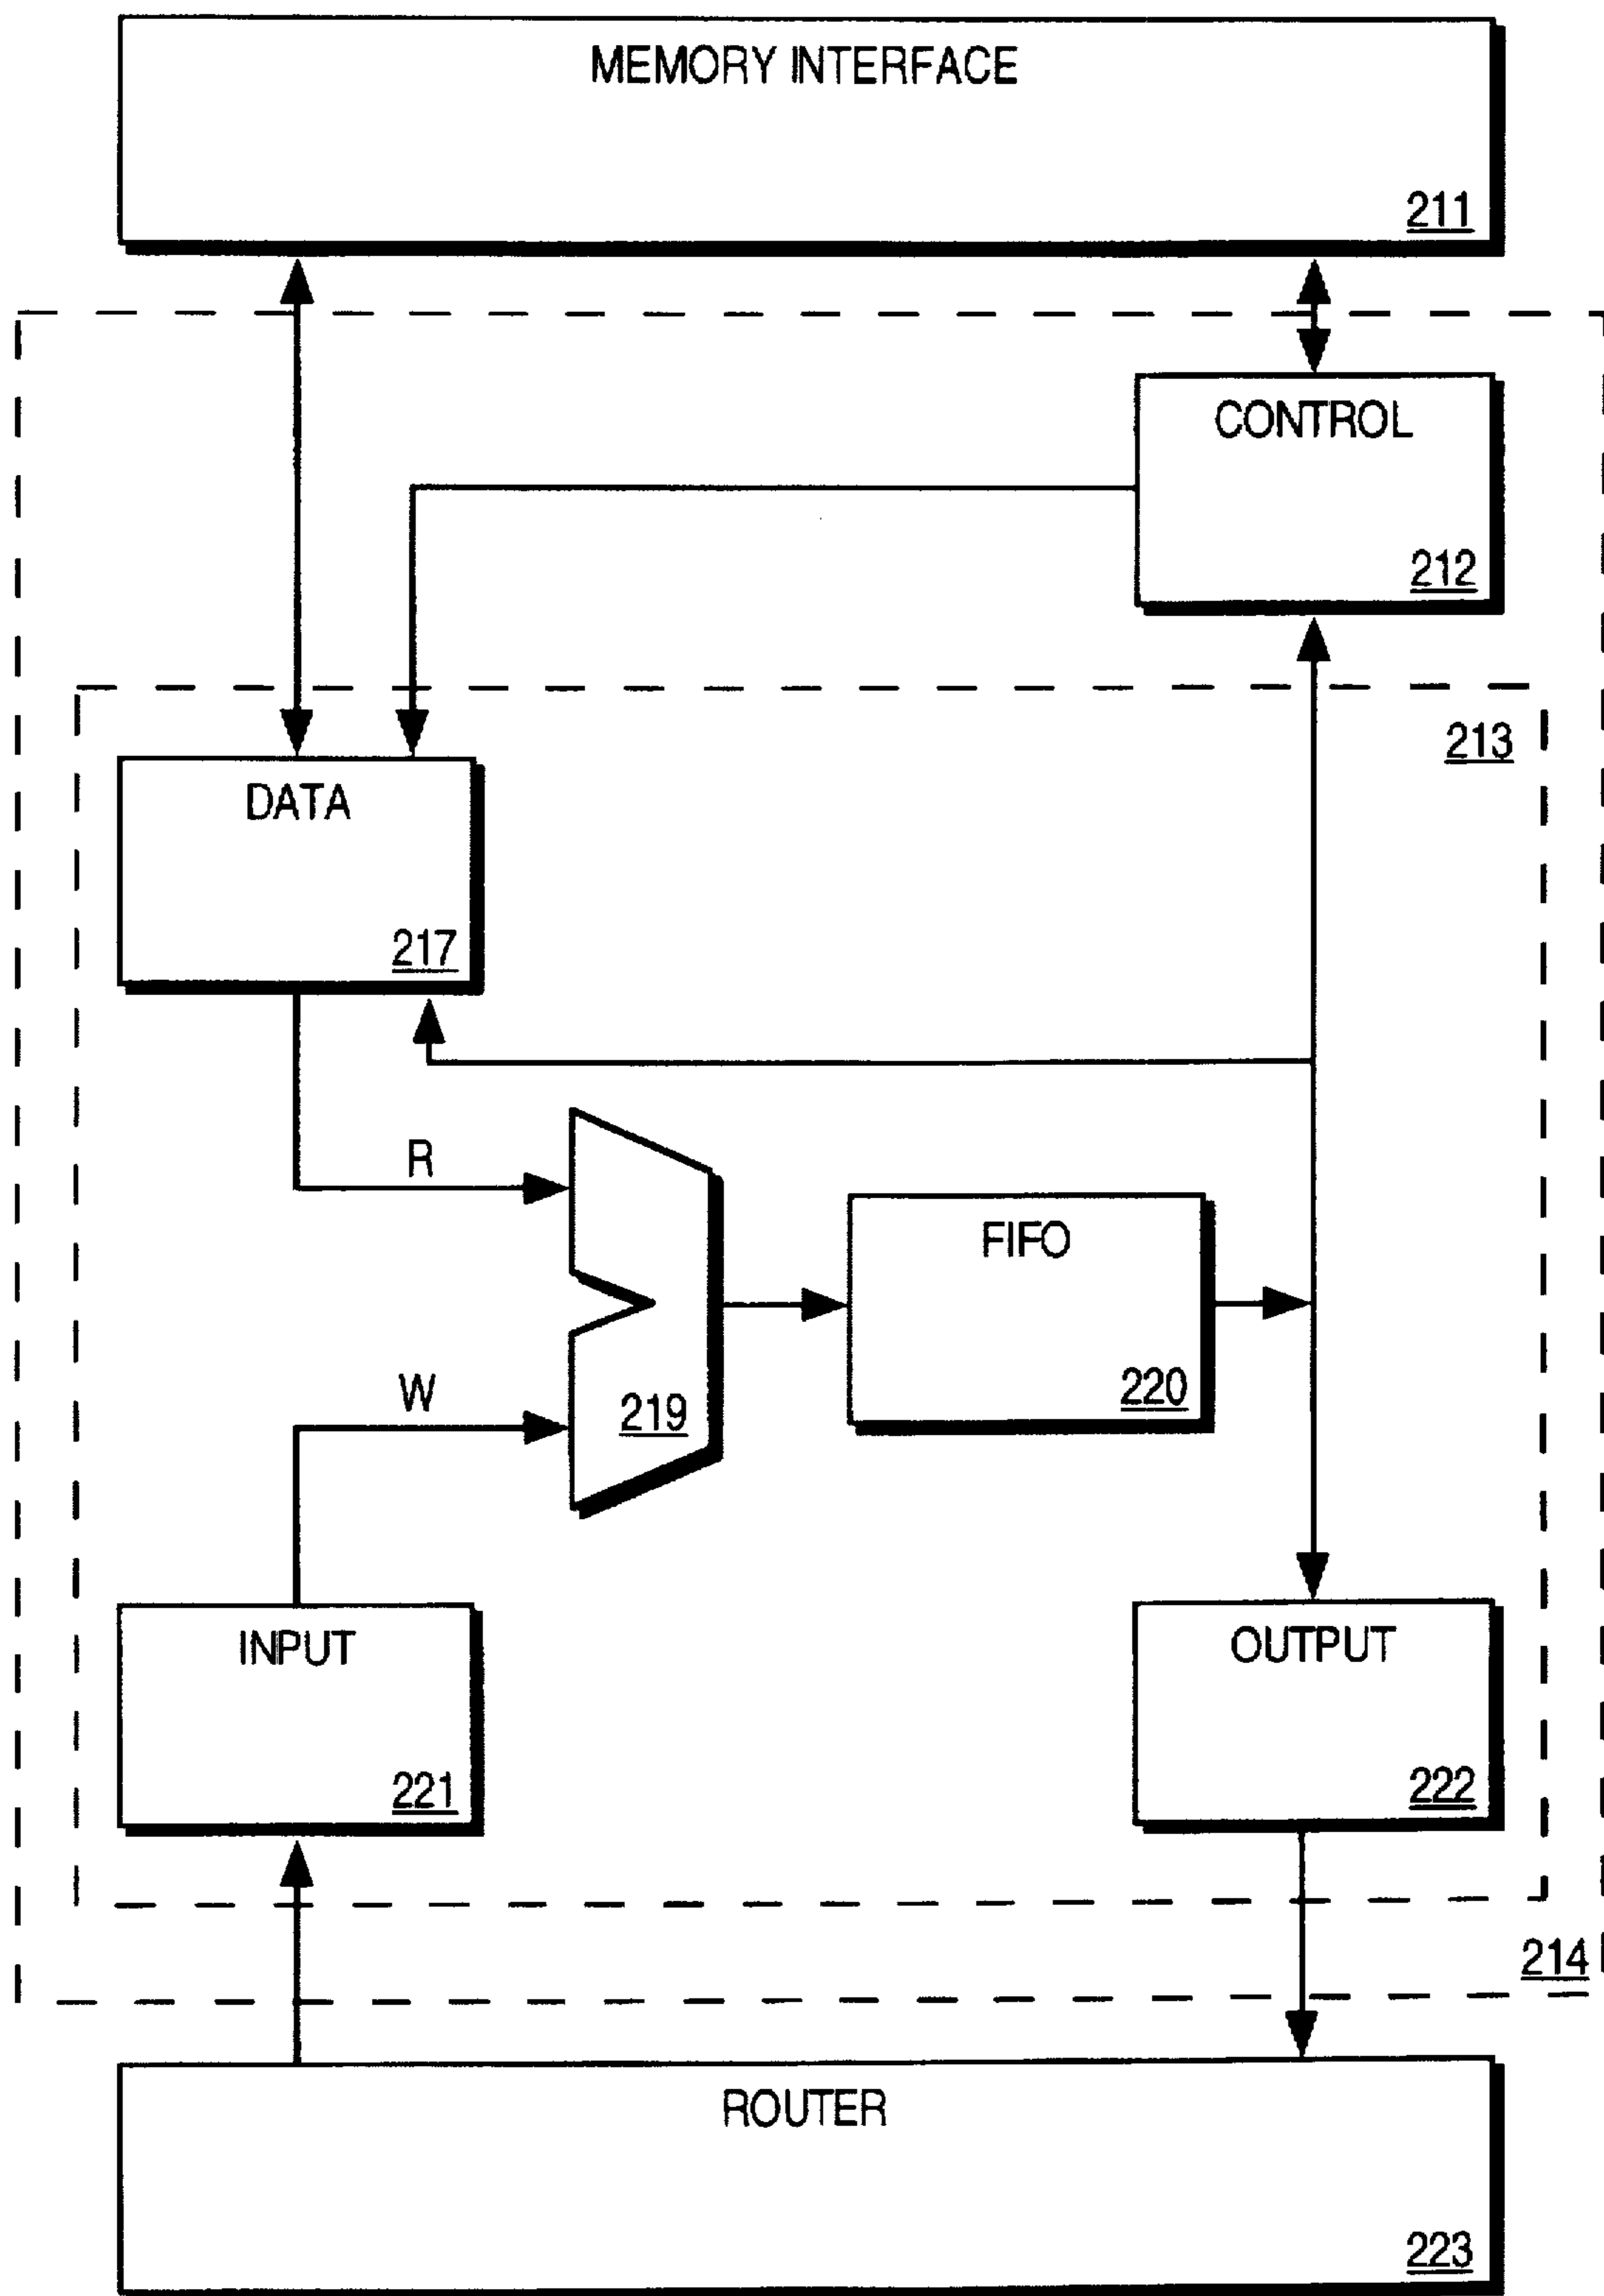 MEMORY INTERFACE
211
CONTROL
212
213
DATA
217
R
FIFO
220
W
219
INPUT
221
OUTPUT
222
214
ROUTER
223